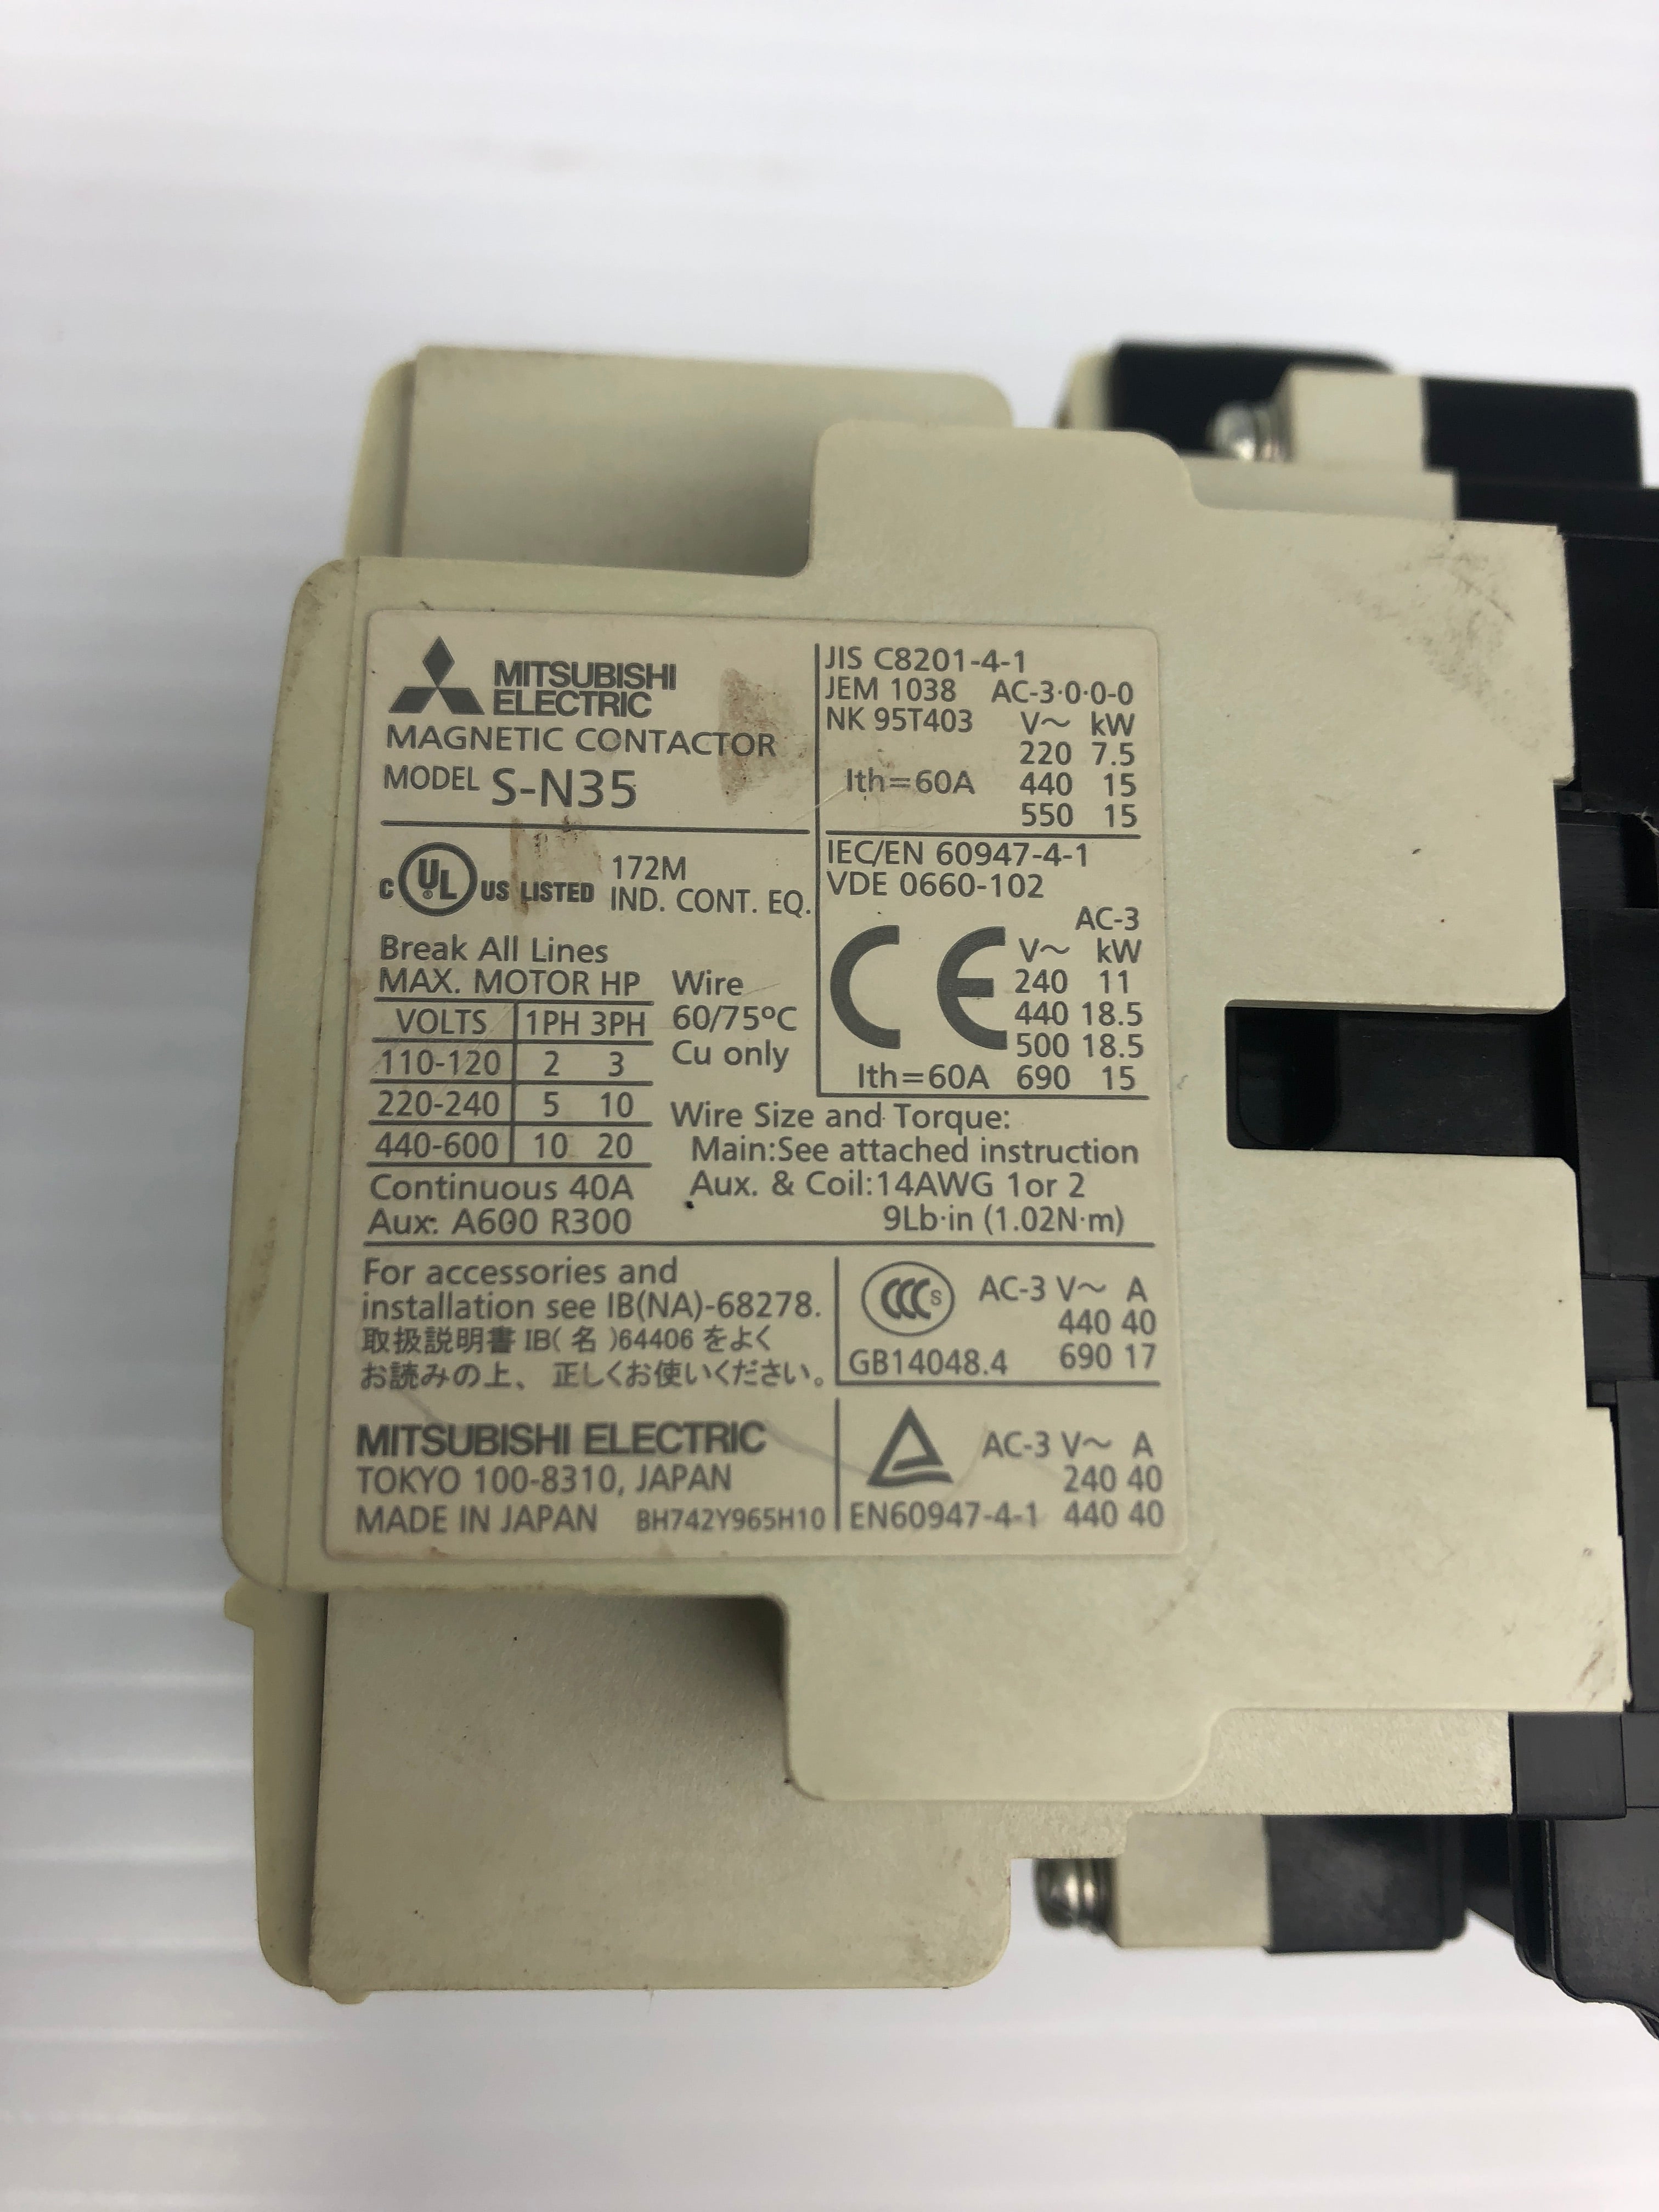 MITSUBISHI
ELECTRIC
MAGNETIC CONTACTOR
MODEL S-N35
JIS C8201-4-1
JEM 1038 AC-3·0·0-0
NK 95T403 V~ kW
220 7.5
Ith=60A 440 15
550 15
C UL ® US LISTED 172M
IND. CONT. EQ.
IEC/EN 60947-4-1
VDE 0660-102
AC-3
CE V~ kW
240 11
440 18.5
500 18.5
Ith=60A 690 15
Break All Lines
MAX. MOTOR HP
VOLTS 1PH 3PH
110-120 2 3
220-240 5 10
440-600 10 20
Continuous 40A
Aux: A600 R300
Wire
60/75ºC
Cu only
Wire Size and Torque:
Main:See attached instruction
Aux. & Coil:14AWG 1or 2
9Lb·in (1.02N·m)
For accessories and
installation see IB(NA)-68278.
取扱説明書 IB( 名 )64406 をよく
お読みの上、 正しくお使いください。
CCC S AC-3 V~ A
440 40
GB14048.4 690 17
MITSUBISHI ELECTRIC
TOKYO 100-8310, JAPAN
MADE IN JAPAN BH742Y965H10
AC-3 V~ A
240 40
EN60947-4-1 440 40